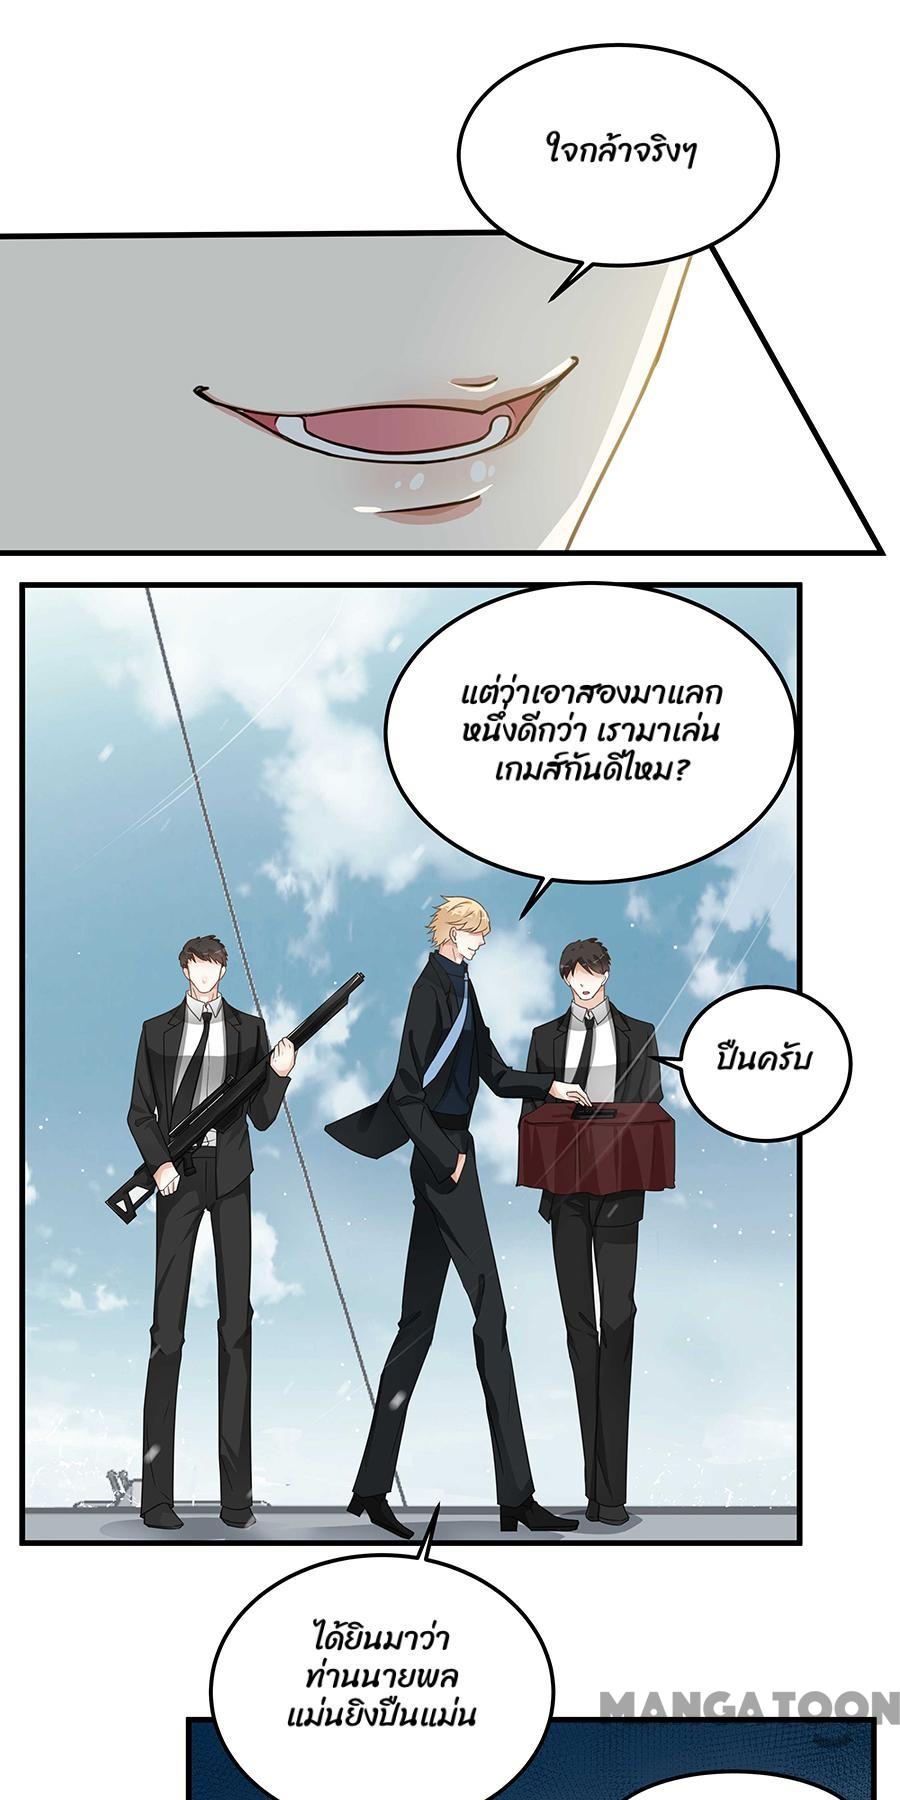 ใจกล้าจริงๆ
แต่ว่าเอาสองมาแลก
หนึ่งดีกว่า เรามาเล่น
เกมส์กันดีไหม?
ปืนครับ
ได้ยินมาว่า
ท่านนายพล
แม่นยิงปืนแม่น
MANGATOON